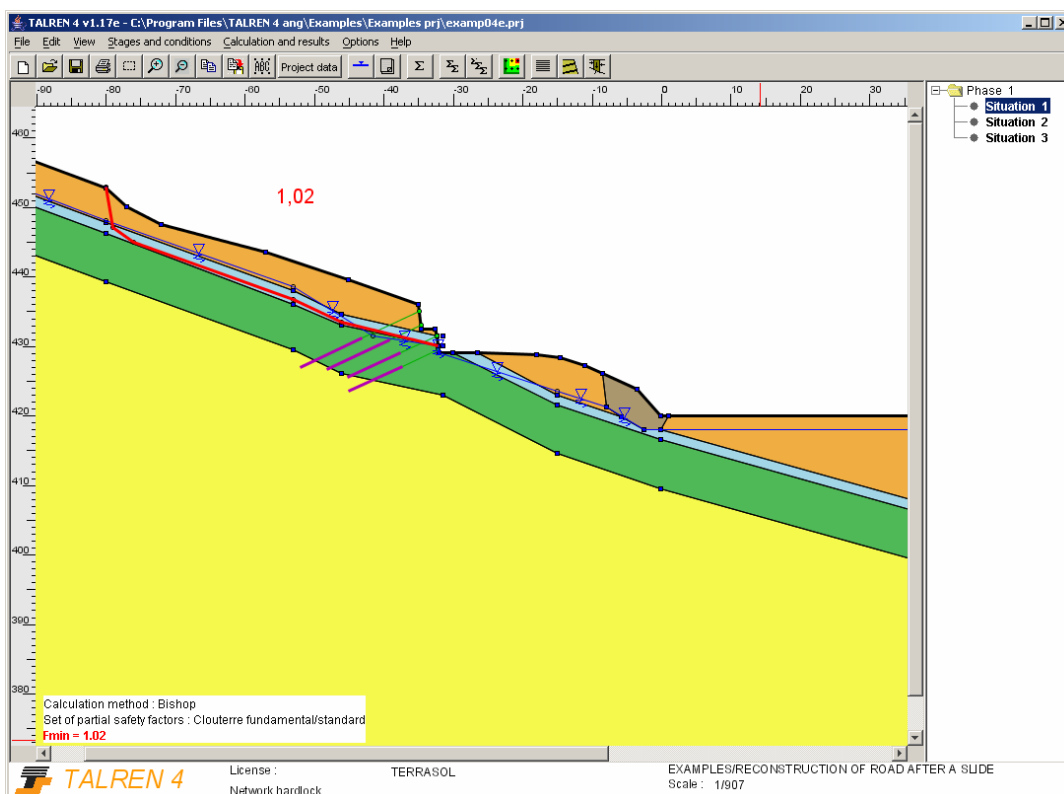 TALREN 4 v1.17e - C:\Program Files\TALREN 4 ang\Examples\Examples prj\examp04e.prj
File Edit View Stages and conditions Calculation and results Options Help
ABC Project data Σ
-90 -80 -70 -60 -50 -40 -30 -20 -10 0 10 20 30
Phase 1
Situation 1
Situation 2
Situation 3
460
450
440
430
420
410
400
390
380
1,02
Calculation method : Bishop
Set of partial safety factors : Clouterre fundamental/standard
Fmin = 1.02
TALREN 4
License : TERRASOL
Network hardlock
EXAMPLES/RECONSTRUCTION OF ROAD AFTER A SLIDE
Scale : 1/907